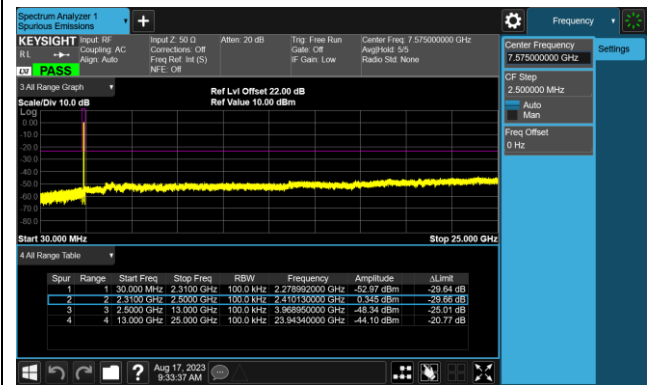 Spectrum Analyzer 1
Spurious Emissions
Frequency
KEYSIGHT
RL
Input: RF
Coupling: AC
Align: Auto
Input Z: 50 Ω
Corrections: Off
Freq Ref: Int (S)
NFE: Off
Atten: 20 dB
Trig: Free Run
Gate: Off
IF Gain: Low
Center Freq: 7.575000000 GHz
Avg|Hold: 5/5
Radio Std: None
PASS
Center Frequency
7.575000000 GHz
Settings
CF Step
2.500000 MHz
Auto
Man
Freq Offset
0 Hz
3 All Range Graph
Ref Lvl Offset 22.00 dB
Scale/Div 10.0 dB
Ref Value 10.00 dBm
Log
0.00
-10.0
-20.0
-30.0
-40.0
-50.0
-60.0
-70.0
-80.0
Start 30.000 MHz
Stop 25.000 GHz
4 All Range Table
Spur Range Start Freq Stop Freq RBW Frequency Amplitude ΔLimit
1 1 30.000 MHz 2.3100 GHz 100.0 kHz 2.278992000 GHz -52.97 dBm -29.64 dB
2 2 2.3100 GHz 2.5000 GHz 100.0 kHz 2.410130000 GHz 0.345 dBm -29.66 dB
3 3 2.5000 GHz 13.000 GHz 100.0 kHz 3.968950000 GHz -48.34 dBm -25.01 dB
4 4 13.000 GHz 25.000 GHz 100.0 kHz 23.94340000 GHz -44.10 dBm -20.77 dB
Aug 17, 2023
9:33:37 AM